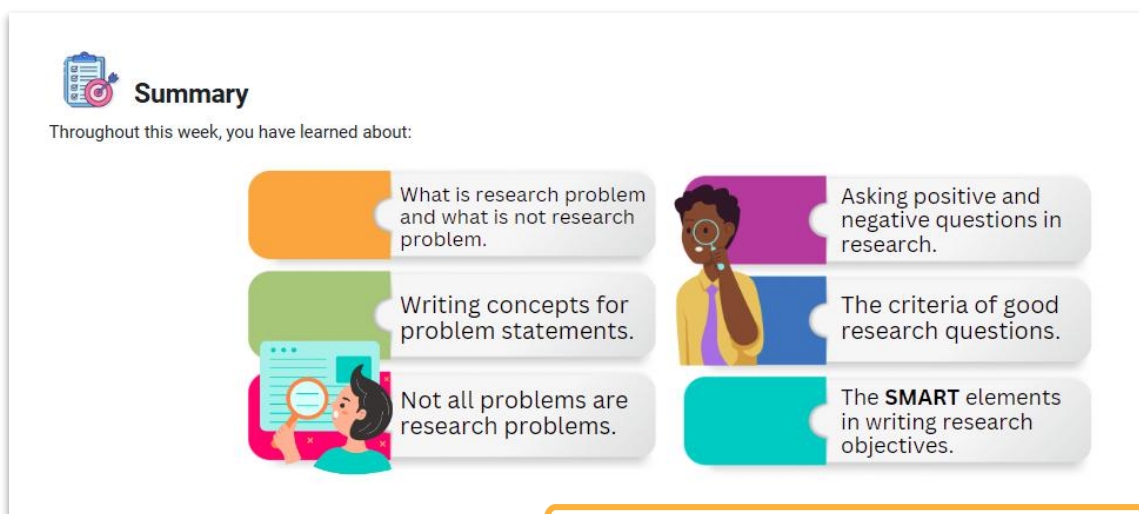 Summary
Throughout this week, you have learned about:
What is research problem
and what is not research
problem.
Writing concepts for
problem statements.
Not all problems are
research problems.
Asking positive and
negative questions in
research.
The criteria of good
research questions.
The SMART elements
in writing research
objectives.